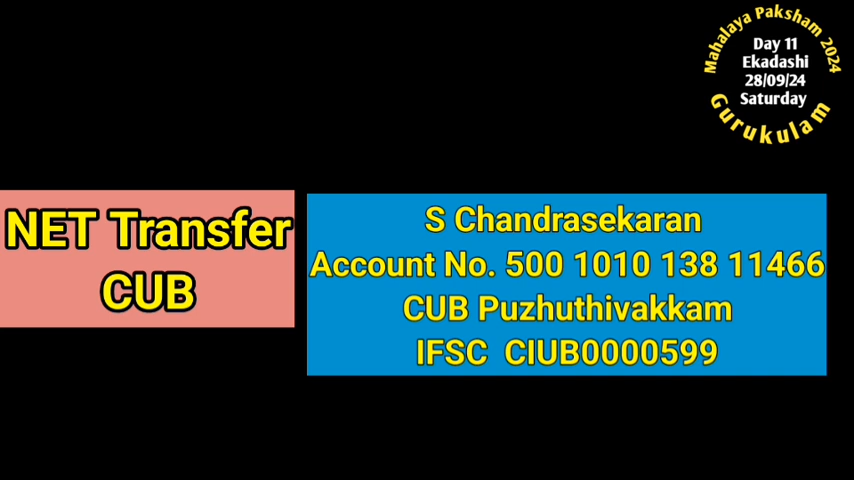 Mahalaya Paksham 2024
Day 11
Ekadashi
28/09/24
Saturday
Gurukulam
NET Transfer
CUB
S Chandrasekaran
Account No. 500 1010 138 11466
CUB Puzhuthivakkam
IFSC CIUB0000599